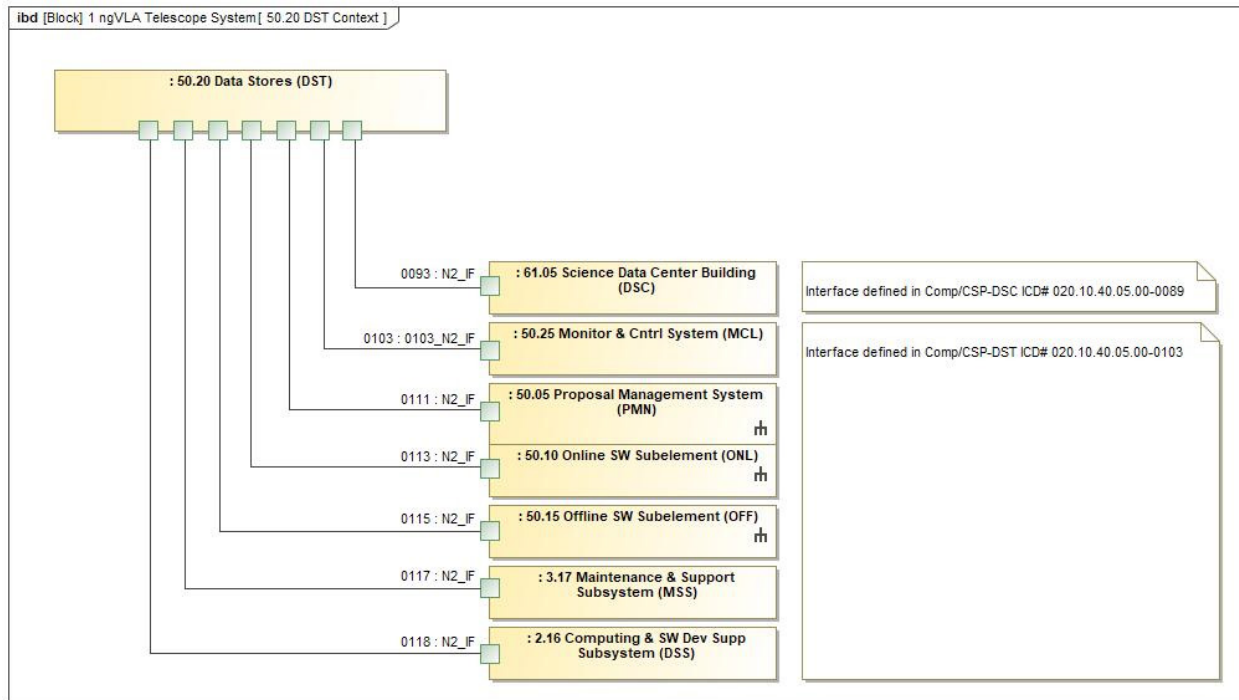 ibd [Block] 1 ngVLA Telescope System[ 50.20 DST Context ]
: 50.20 Data Stores (DST)
0093 : N2_IF
: 61.05 Science Data Center Building
(DSC)
Interface defined in Comp/CSP-DSC ICD# 020.10.40.05.00-0089
0103 : 0103_N2_IF
: 50.25 Monitor & Cntrl System (MCL)
Interface defined in Comp/CSP-DST ICD# 020.10.40.05.00-0103
0111 : N2_IF
: 50.05 Proposal Management System
(PMN)
0113 : N2_IF
: 50.10 Online SW Subelement (ONL)
0115 : N2_IF
: 50.15 Offline SW Subelement (OFF)
0117 : N2_IF
: 3.17 Maintenance & Support
Subsystem (MSS)
0118 : N2_IF
: 2.16 Computing & SW Dev Supp
Subsystem (DSS)